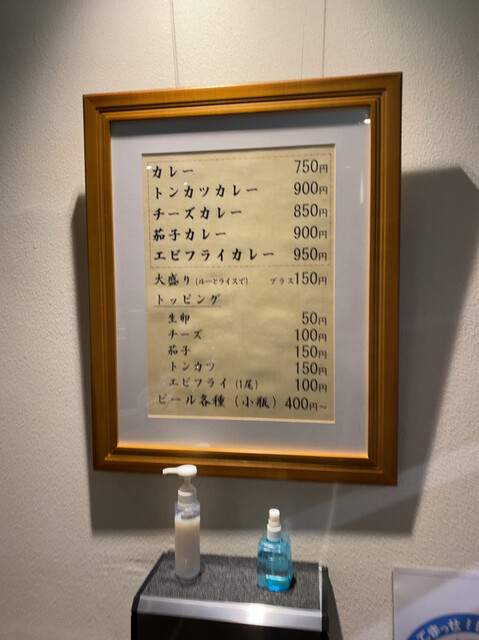 カレー 750円
トンカツカレー 900円
チーズカレー 850円
茄子カレー 900円
エビフライカレー 950円
大盛り(ルーとライスで) プラス150円
トッピング
生卵 50円
チーズ 100円
茄子 150円
トンカツ 150円
エビフライ(1尾) 100円
ビール各種(小瓶) 400円~